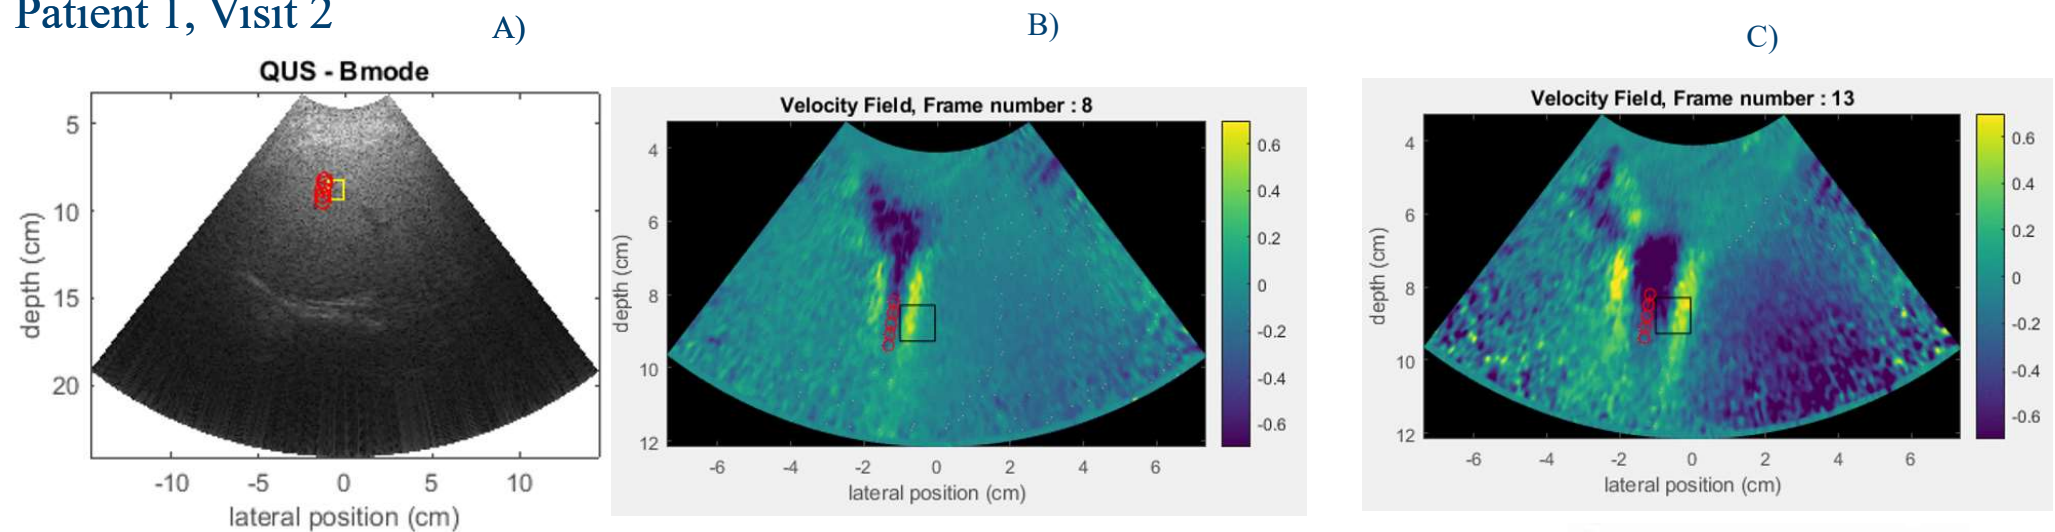 Patient 1, Visit 2
A)
B)
C)
QUS - Bmode
5
10
15
20
depth (cm)
-10 -5 0 5 10
lateral position (cm)
Velocity Field, Frame number : 8
4
6
8
10
12
depth (cm)
-6 -4 -2 0 2 4 6
lateral position (cm)
0.6
0.4
0.2
0
-0.2
-0.4
-0.6
Velocity Field, Frame number : 13
4
6
8
10
12
depth (cm)
-6 -4 -2 0 2 4 6
lateral position (cm)
0.6
0.4
0.2
0
-0.2
-0.4
-0.6